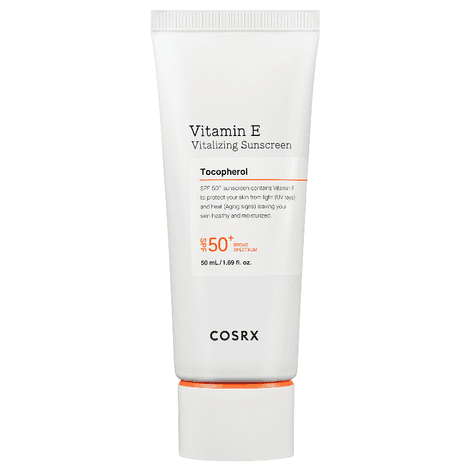 Vitamin E
Vitalizing Sunscreen
Tocopherol
SPF 50⁺ sunscreen contains Vitamin E
to protect your skin from light (UV rays)
and heat (Aging signs) leaving your
skin healthy and moisturized.
SPF 50⁺ BROAD SPECTRUM
50 mL / 1.69 fl. oz.
COSRX